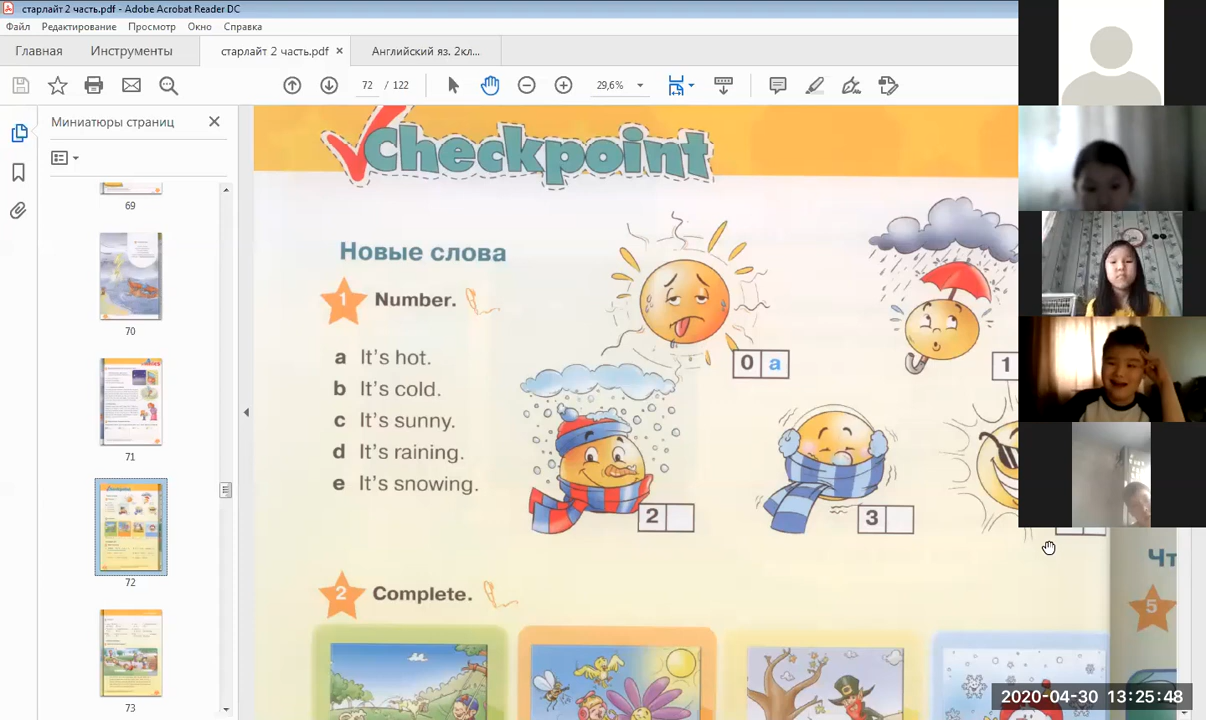 старлайт 2 часть.pdf - Adobe Acrobat Reader DC
Файл Редактирование Просмотр Окно Справка
Главная Инструменты старлайт 2 часть.pdf × Английский яз. 2кл...
72 / 122 29,6%
Миниатюры страниц
69
70
71
72
73
Checkpoint
Новые слова
1 Number.
a It's hot.
b It's cold.
c It's sunny.
d It's raining.
e It's snowing.
0 a
1
2
3
2 Complete.
Чт
5
2020-04-30 13:25:48